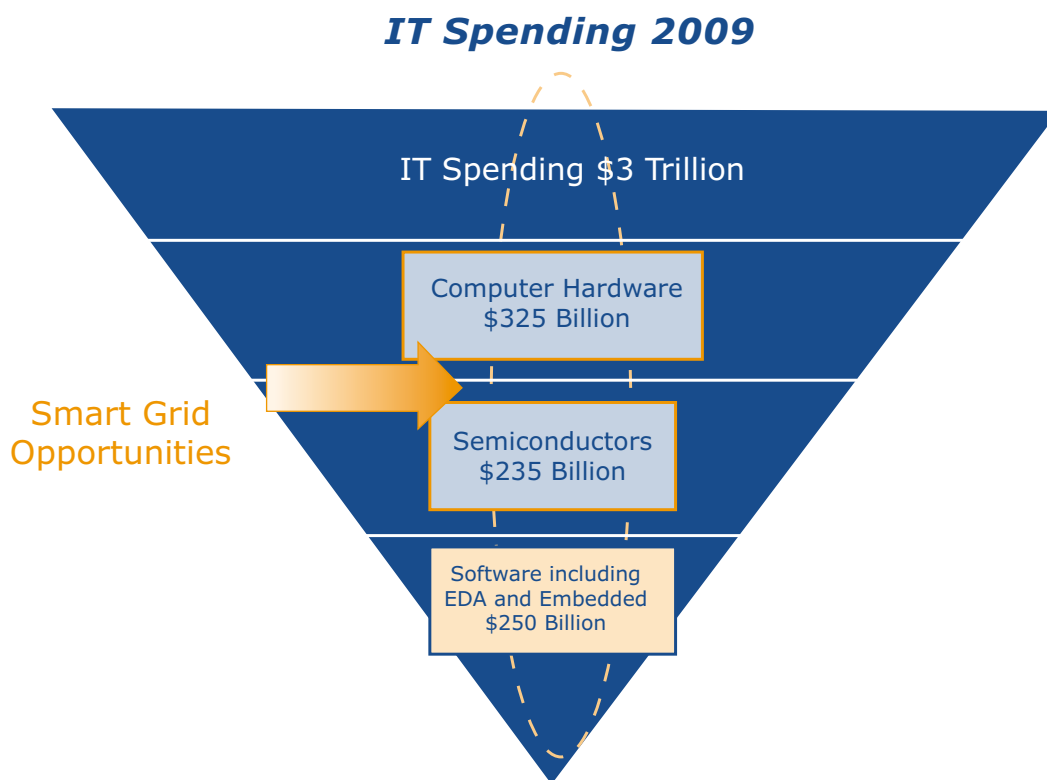 IT Spending 2009
IT Spending $3 Trillion
Computer Hardware
$325 Billion
Smart Grid
Opportunities
Semiconductors
$235 Billion
Software including
EDA and Embedded
$250 Billion